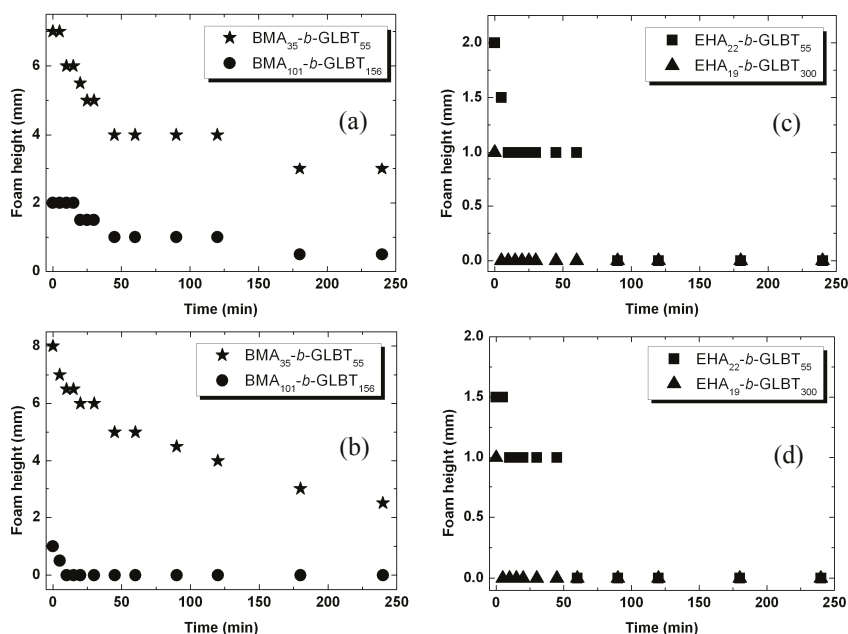 BMA35-b-GLBT55
BMA101-b-GLBT156
(a)
Foam height (mm)
0
2
4
6
8
0 50 100 150 200 250
Time (min)
EHA22-b-GLBT55
EHA19-b-GLBT300
(c)
Foam height (mm)
2.0
1.5
1.0
0.5
0.0
0 50 100 150 200 250
Time (min)
BMA35-b-GLBT55
BMA101-b-GLBT156
(b)
Foam height (mm)
8
6
4
2
0
0 50 100 150 200 250
Time (min)
EHA22-b-GLBT55
EHA19-b-GLBT300
(d)
Foam height (mm)
2.0
1.5
1.0
0.5
0.0
0 50 100 150 200 250
Time (min)